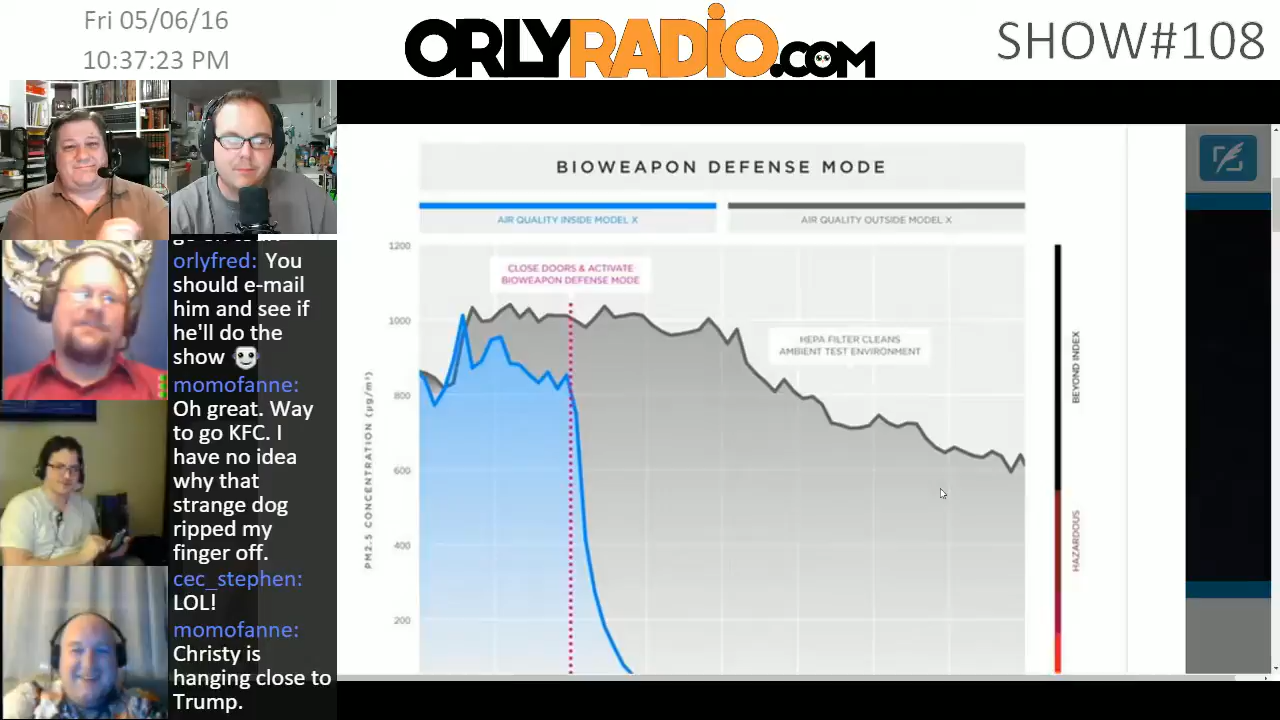 Fri 05/06/16
10:37:23 PM
ORLYRADiO.COM
SHOW#108
orlyfred: You
should e-mail
him and see if
he'll do the
show
momofanne:
Oh great. Way
to go KFC. I
have no idea
why that
strange dog
ripped my
finger off.
cec_stephen:
LOL!
momofanne:
Christy is
hanging close to
Trump.
BIOWEAPON DEFENSE MODE
AIR QUALITY INSIDE MODEL X
AIR QUALITY OUTSIDE MODEL X
1200
1000
800
600
400
200
PM2.5 CONCENTRATION (µg/m³)
CLOSE DOORS & ACTIVATE
BIOWEAPON DEFENSE MODE
HEPA FILTER CLEANS
AMBIENT TEST ENVIRONMENT
BEYOND INDEX
HAZARDOUS